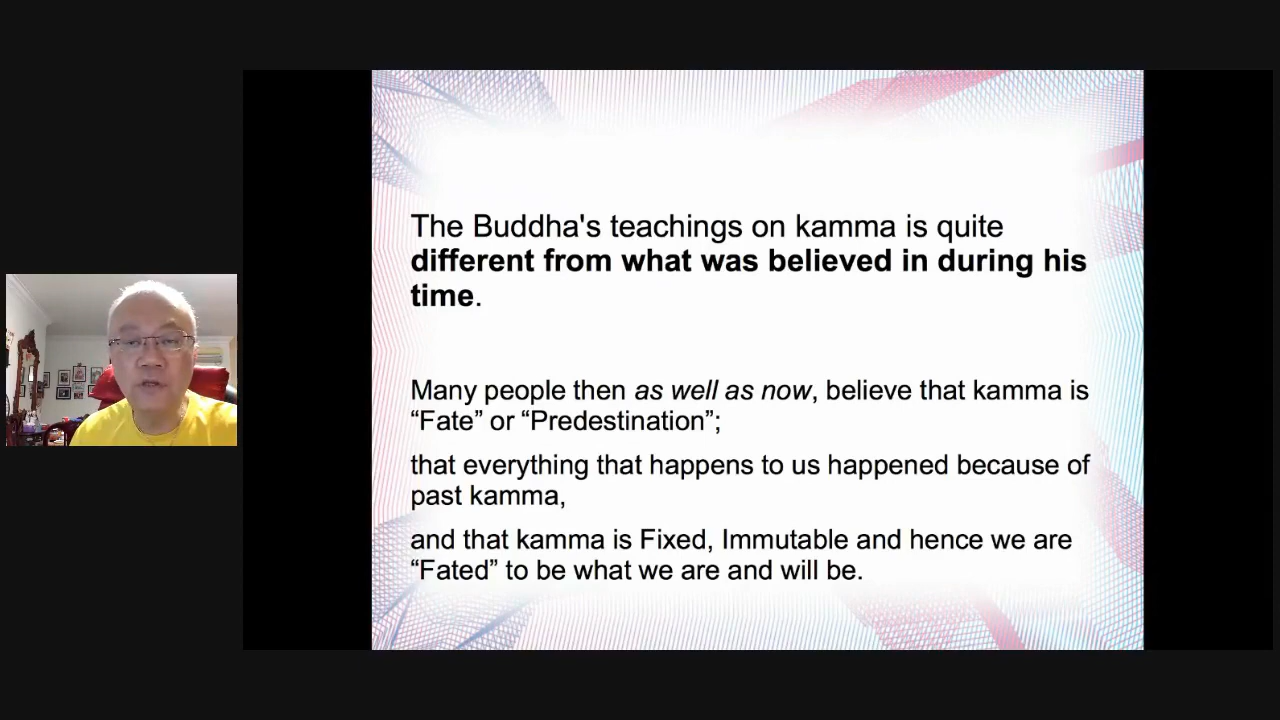 The Buddha's teachings on kamma is quite
different from what was believed in during his
time.
Many people then as well as now, believe that kamma is
“Fate” or “Predestination”;
that everything that happens to us happened because of
past kamma,
and that kamma is Fixed, Immutable and hence we are
“Fated” to be what we are and will be.